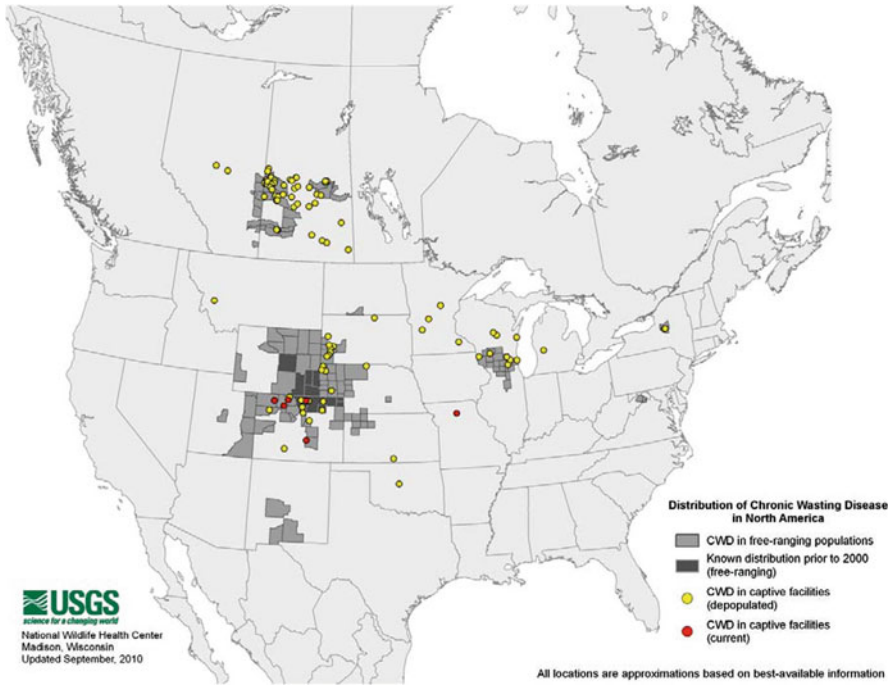 Distribution of Chronic Wasting Disease
in North America
CWD in free-ranging populations
Known distribution prior to 2000
(free-ranging)
CWD in captive facilities
(depopulated)
CWD in captive facilities
(current)
USGS
science for a changing world
National Wildlife Health Center
Madison, Wisconsin
Updated September, 2010
All locations are approximations based on best-available information